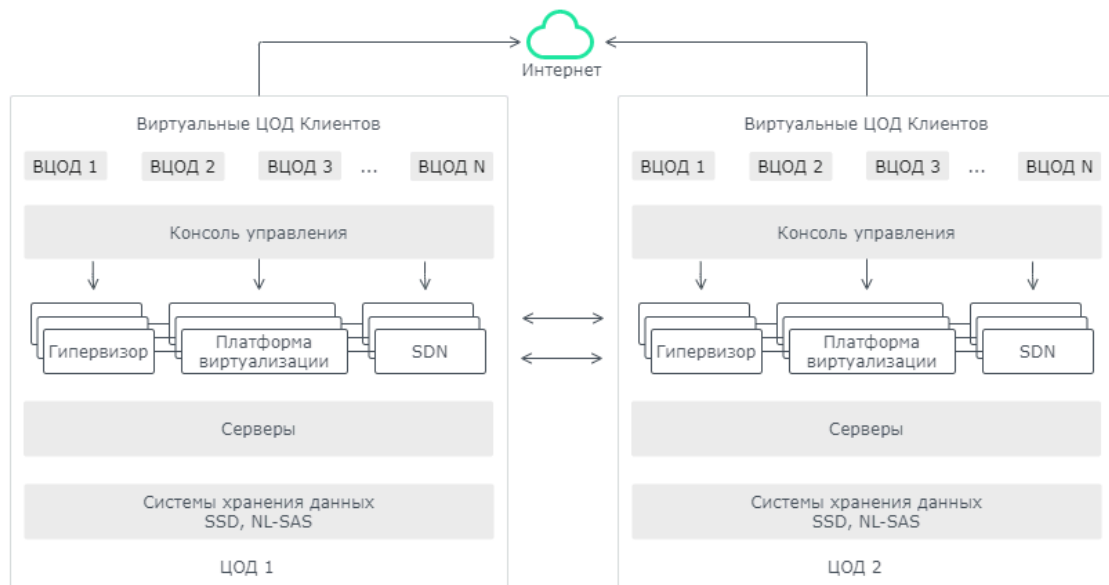 Интернет
Виртуальные ЦОД Клиентов
ВЦОД 1 ВЦОД 2 ВЦОД 3 ... ВЦОД N
Консоль управления
Гипервизор
Платформа
виртуализации
SDN
Серверы
Системы хранения данных
SSD, NL-SAS
ЦОД 1
Виртуальные ЦОД Клиентов
ВЦОД 1 ВЦОД 2 ВЦОД 3 ... ВЦОД N
Консоль управления
Гипервизор
Платформа
виртуализации
SDN
Серверы
Системы хранения данных
SSD, NL-SAS
ЦОД 2